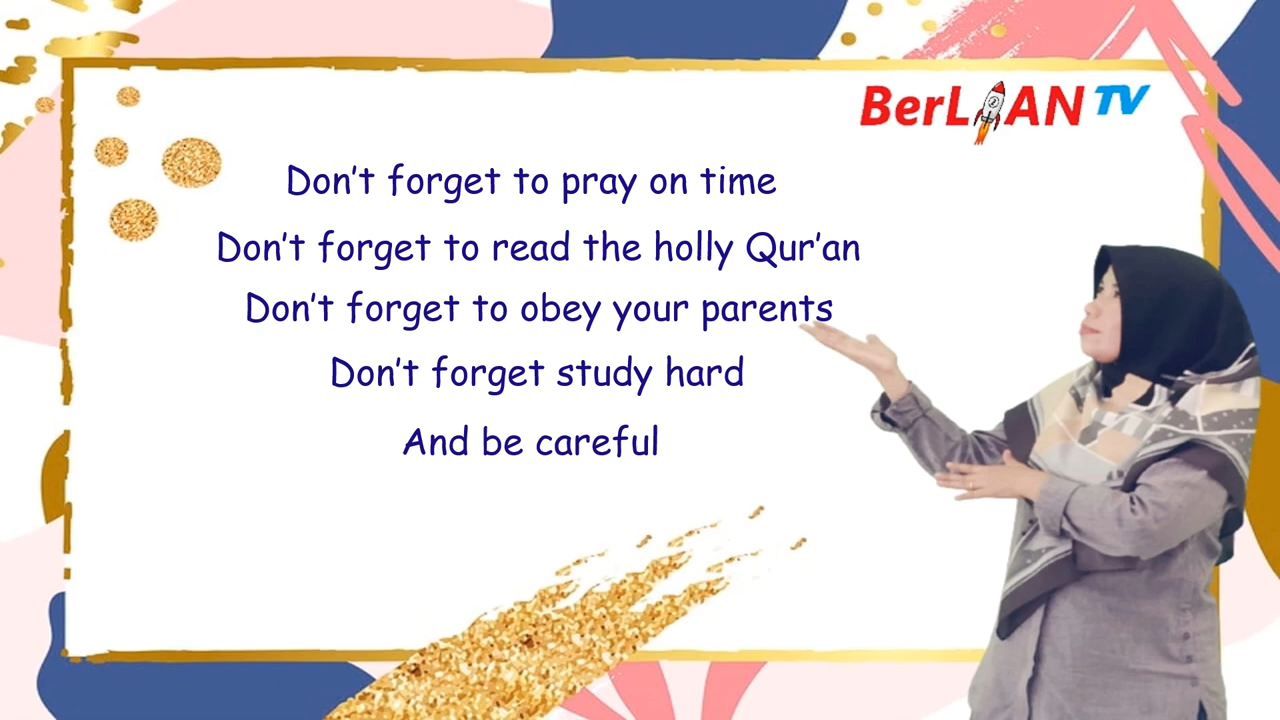 BerLIAN TV
Don't forget to pray on time
Don't forget to read the holly Qur'an
Don't forget to obey your parents
Don't forget study hard
And be careful